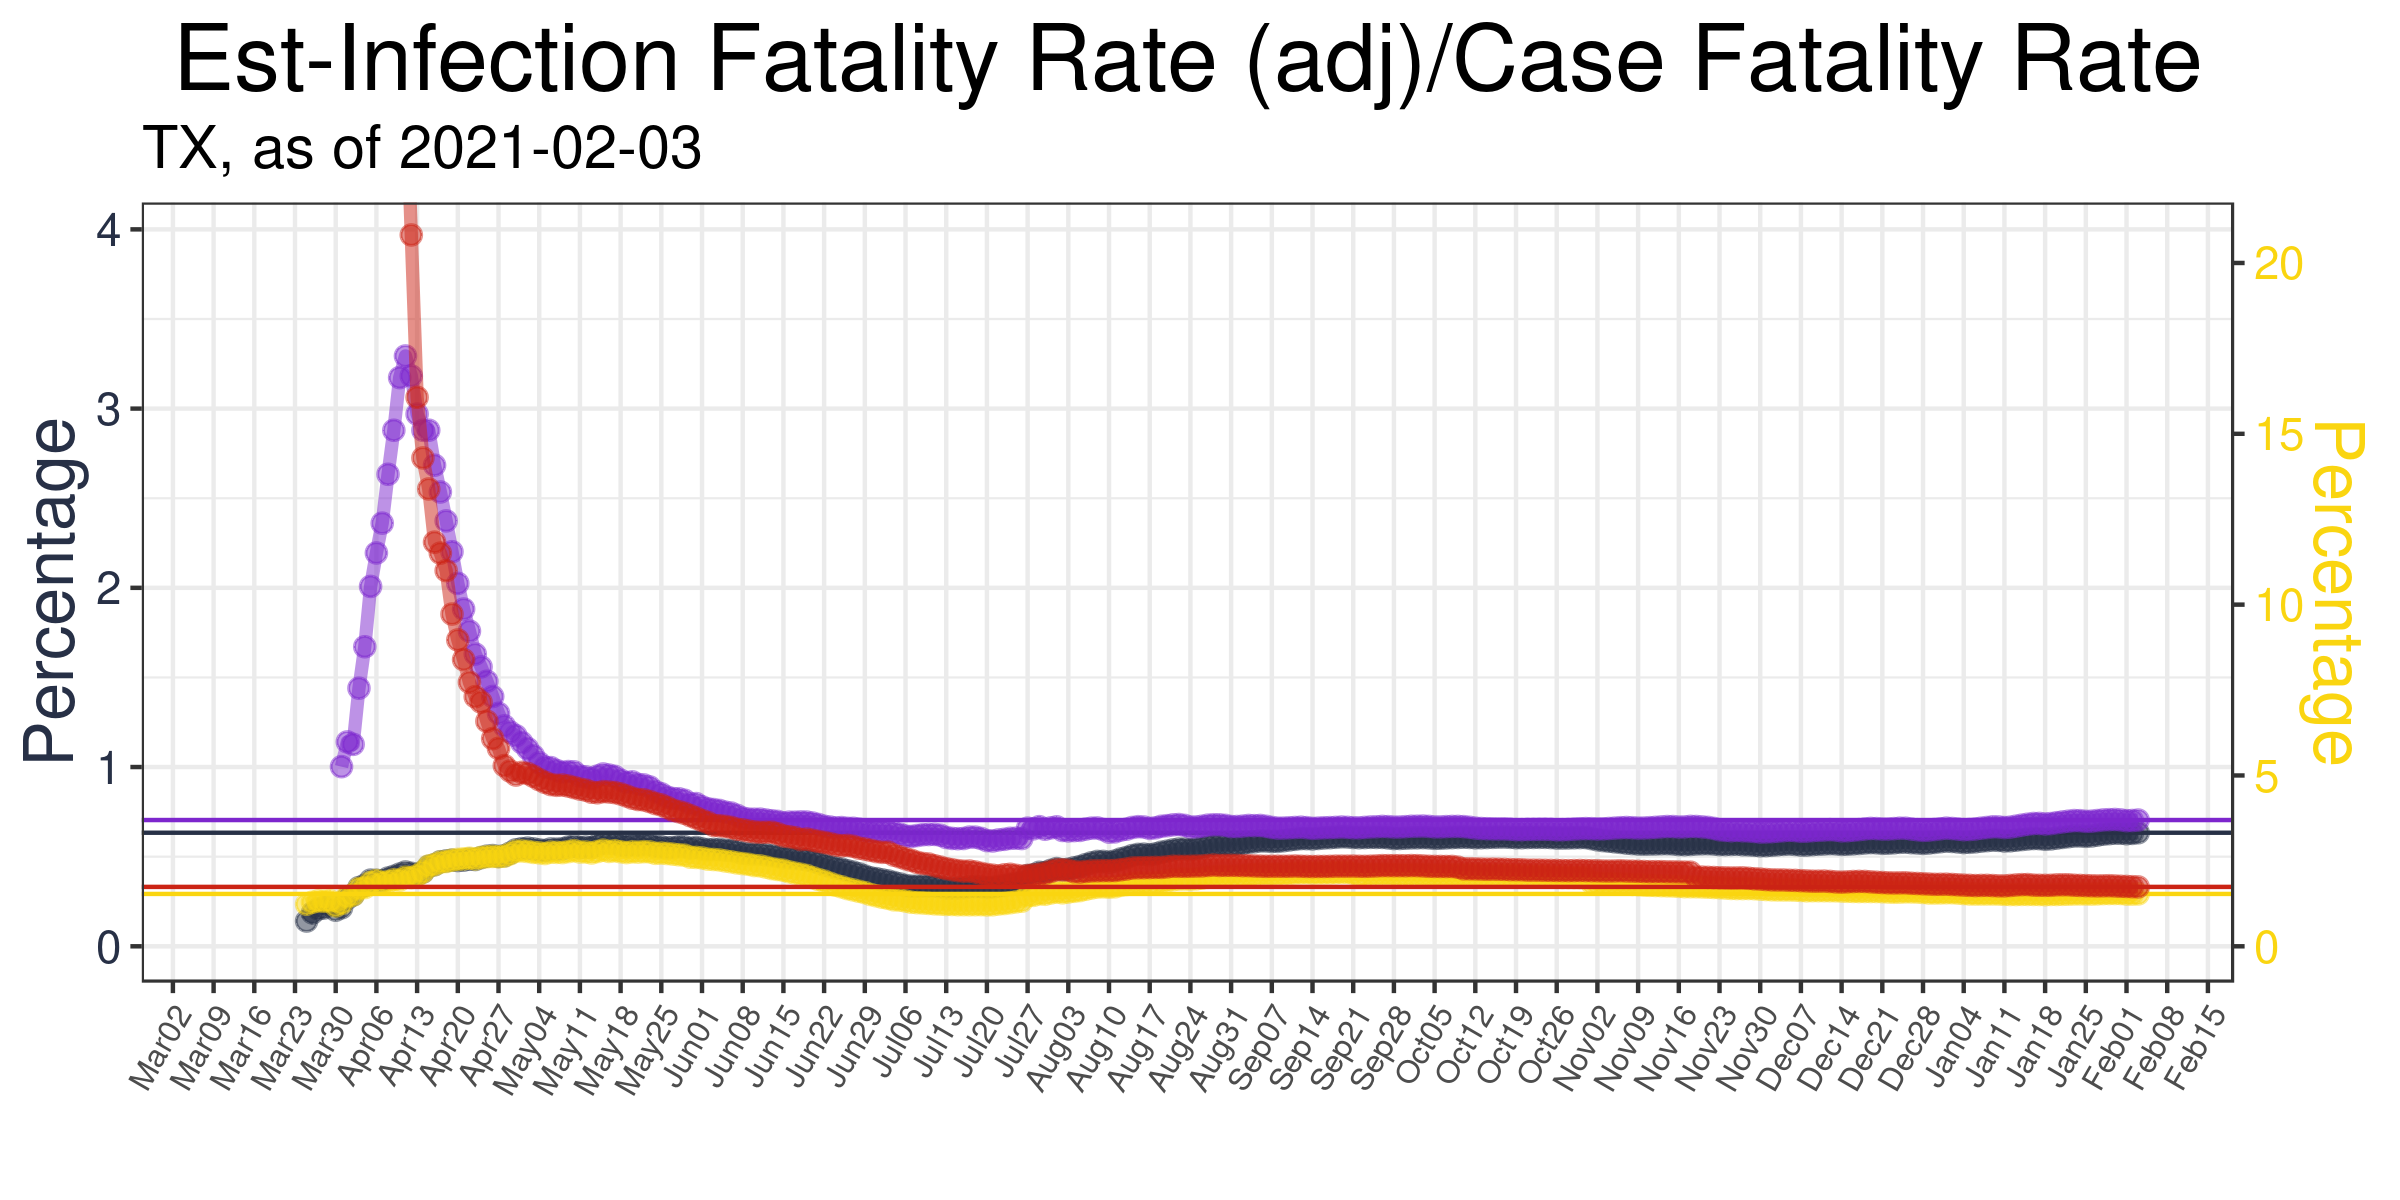 Est-Infection Fatality Rate (adj)/Case Fatality Rate
TX, as of 2021-02-03
Percentage
4
3
2
1
0
20
15
10
5
0
Percentage
Mar02 Mar09 Mar16 Mar23 Mar30 Apr06 Apr13 Apr20 Apr27 May04 May11 May18 May25 Jun01 Jun08 Jun15 Jun22 Jun29 Jul06 Jul13 Jul20 Jul27 Aug03 Aug10 Aug17 Aug24 Aug31 Sep07 Sep14 Sep21 Sep28 Oct05 Oct12 Oct19 Oct26 Nov02 Nov09 Nov16 Nov23 Nov30 Dec07 Dec14 Dec21 Dec28 Jan04 Jan11 Jan18 Jan25 Feb01 Feb08 Feb15